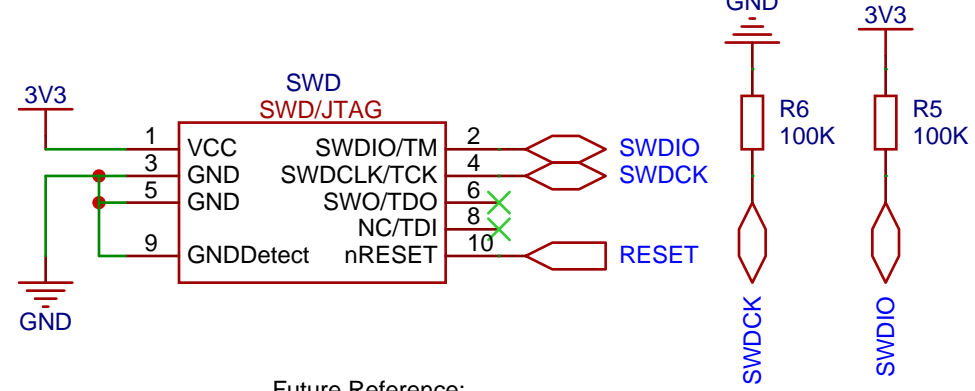 GND
3V3
SWD
SWD/JTAG
3V3
R6
100K
R5
100K
1 VCC SWDIO/TM 2 SWDIO
3 GND SWDCLK/TCK 4 SWDCK
5 GND SWO/TDO 6
NC/TDI 8
9 GNDDetect nRESET 10 RESET
GND
SWDCK
SWDIO
Future Reference: